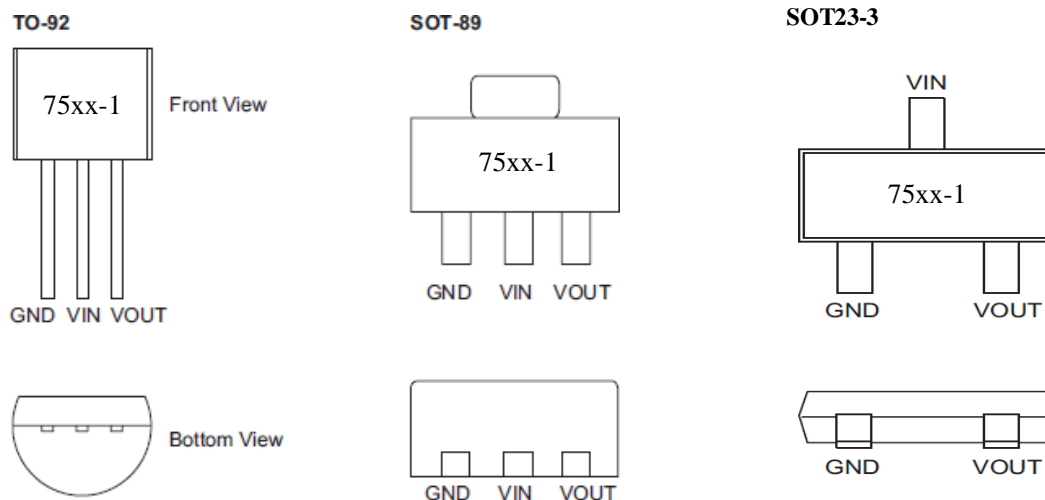 TO-92
SOT-89
SOT23-3
75xx-1
Front View
GND VIN VOUT
75xx-1
GND VIN VOUT
VIN
75xx-1
GND VOUT
Bottom View
GND VIN VOUT
GND VOUT